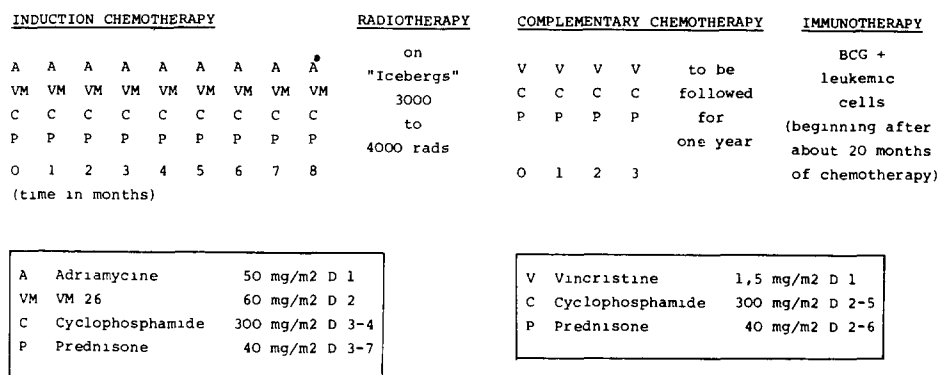 INDUCTION CHEMOTHERAPY
A A A A A A A A A
VM VM VM VM VM VM VM VM VM
C C C C C C C C C
P P P P P P P P P
0 1 2 3 4 5 6 7 8
(time in months)
RADIOTHERAPY
on
"Icebergs"
3000
to
4000 rads
COMPLEMENTARY CHEMOTHERAPY
V V V V
C C C C
P P P P
0 1 2 3
to be
followed
for
one year
IMMUNOTHERAPY
BCG +
leukemic
cells
(beginning after
about 20 months
of chemotherapy)
A Adriamycine 50 mg/m2 D 1
VM VM 26 60 mg/m2 D 2
C Cyclophosphamide 300 mg/m2 D 3-4
P Prednisone 40 mg/m2 D 3-7
V Vincristine 1,5 mg/m2 D 1
C Cyclophosphamide 300 mg/m2 D 2-5
P Prednisone 40 mg/m2 D 2-6